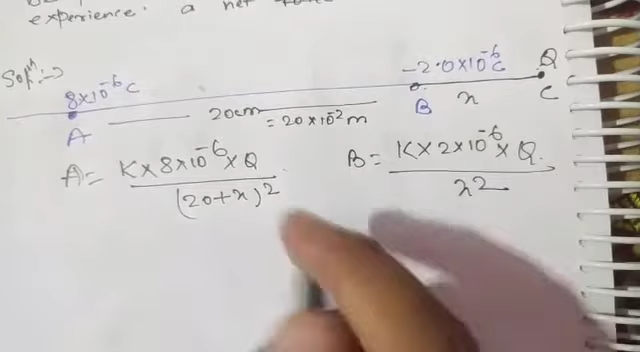 experience. a net
Solⁿ:->
8×10⁻⁶C
-2.0×10⁻⁶C
Q
A
20cm
= 20×10⁻²m
B
x
C
A = K×8×10⁻⁶×Q / (20+x)²
B = K×2×10⁻⁶×Q. / x²